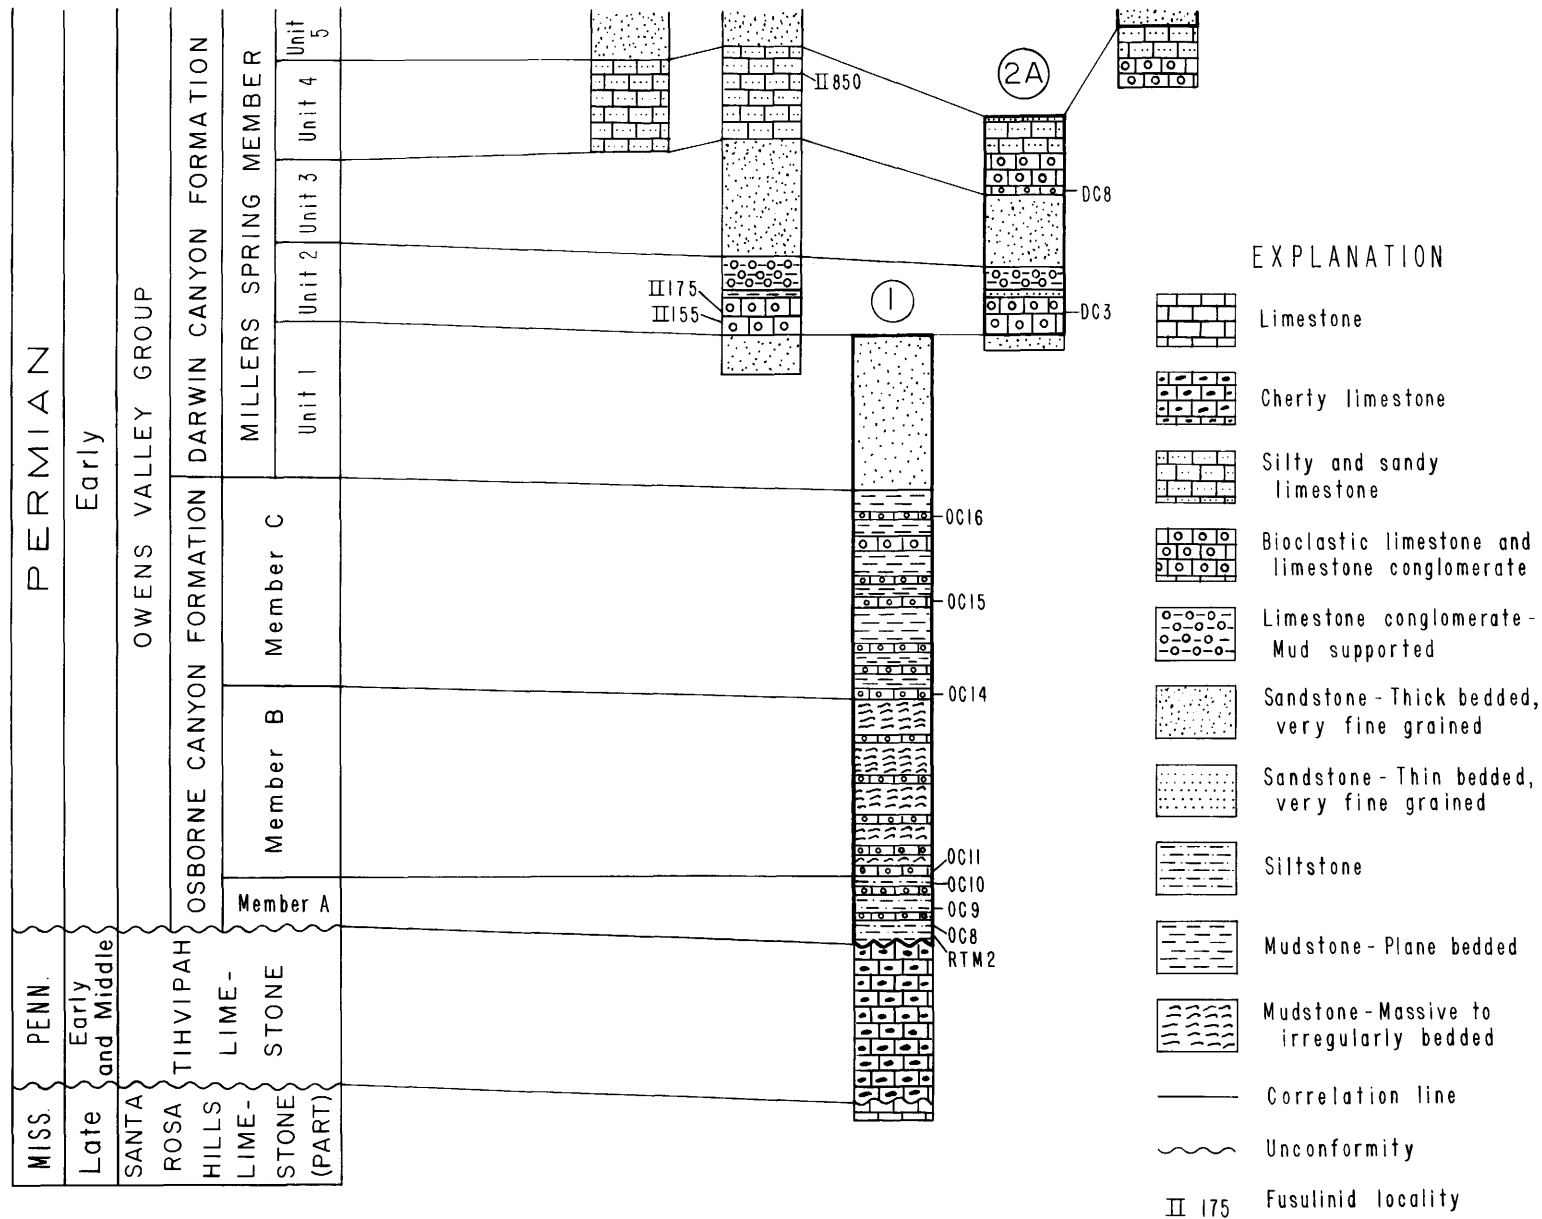 PERMIAN
PENN.
MISS.
Early
Early
and Middle
Late
OWENS VALLEY GROUP
DARWIN CANYON FORMATION
OSBORNE CANYON FORMATION
MILLERS SPRING MEMBER
Unit
5
Unit 4
Unit 3
Unit 2
Unit 1
Member C
Member B
Member A
TIHVIPAH
LIME-
STONE
SANTA
ROSA
HILLS
LIME-
STONE
(PART)
II 850
II 175
II 155
2A
DC8
DC3
1
OC16
OC15
OC14
OC11
OC10
OC9
OC8
RTM2
EXPLANATION
Limestone
Cherty limestone
Silty and sandy
limestone
Bioclastic limestone and
limestone conglomerate
Limestone conglomerate-
Mud supported
Sandstone-Thick bedded,
very fine grained
Sandstone-Thin bedded,
very fine grained
Siltstone
Mudstone-Plane bedded
Mudstone-Massive to
irregularly bedded
Correlation line
Unconformity
II 175 Fusulinid locality